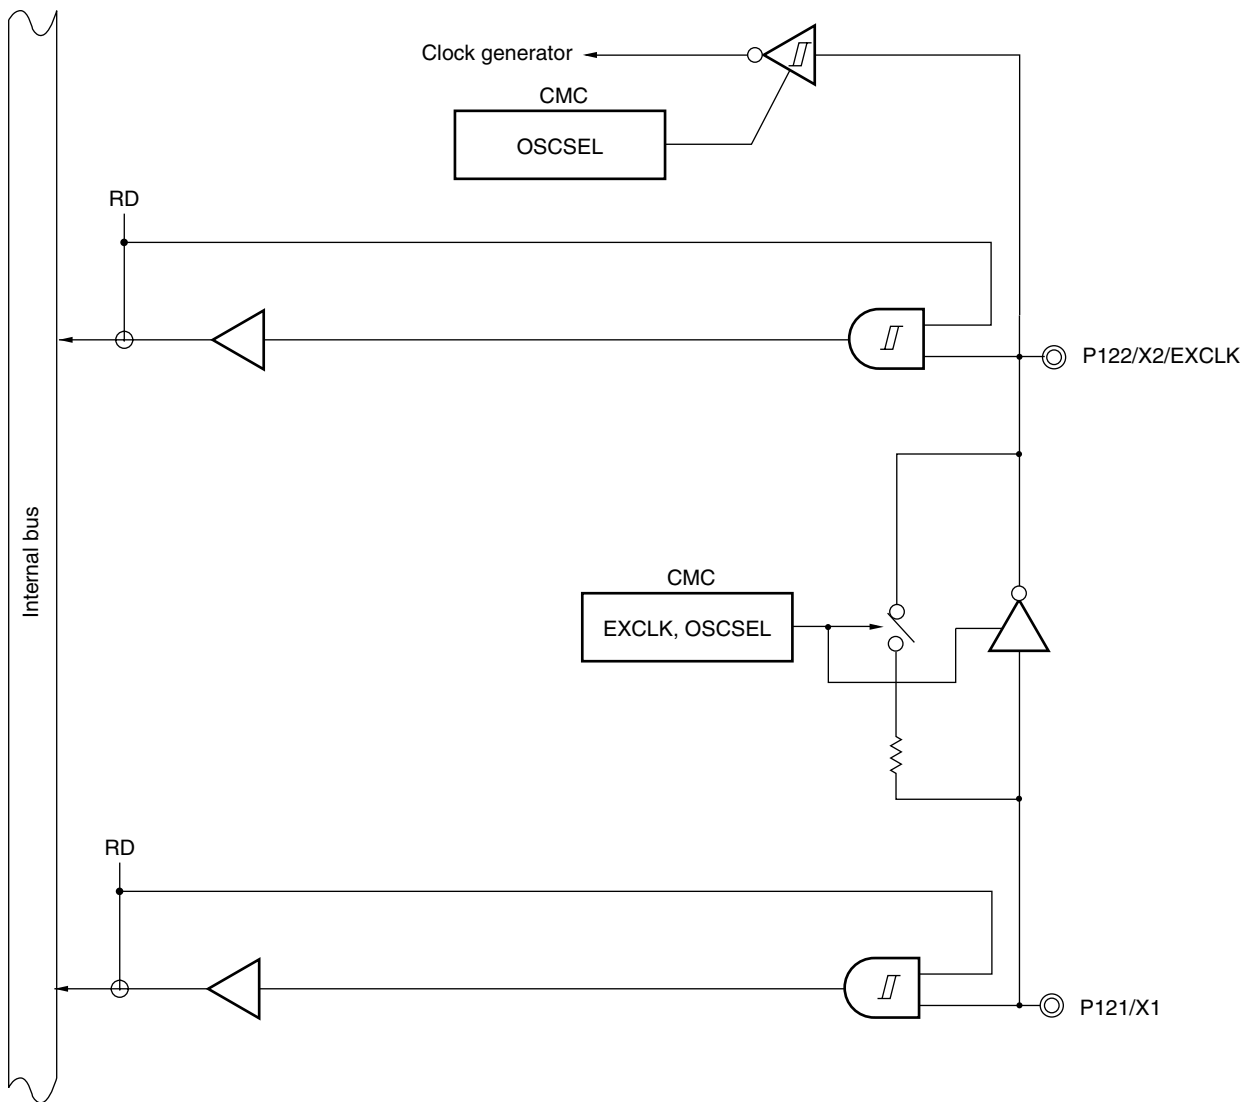 Clock generator
CMC
OSCSEL
RD
P122/X2/EXCLK
Internal bus
CMC
EXCLK, OSCSEL
RD
P121/X1